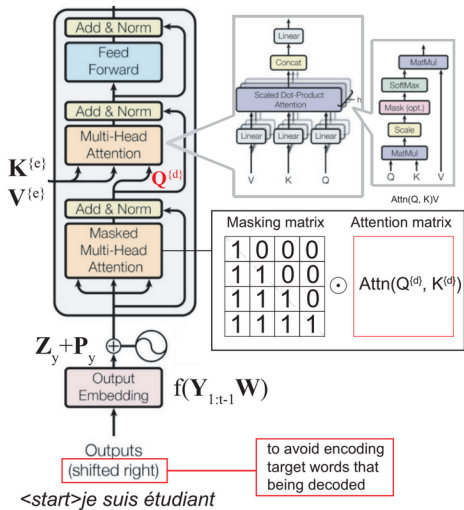 Add & Norm
Feed
Forward
Add & Norm
Multi-Head
Attention
K{e}
V{e}
Q{d}
Add & Norm
Masked
Multi-Head
Attention
Zy+Py
Output
Embedding
f(Y1:t-1W)
Outputs
(shifted right)
<start>je suis étudiant
to avoid encoding
target words that
being decoded
Linear
Concat
Scaled Dot-Product
Attention
h
Linear Linear Linear
V K Q
MatMul
SoftMax
Mask (opt.)
Scale
MatMul
Q K V
Attn(Q, K)V
Masking matrix
1 0 0 0
1 1 0 0
1 1 1 0
1 1 1 1
Attention matrix
Attn(Q{d}, K{d})